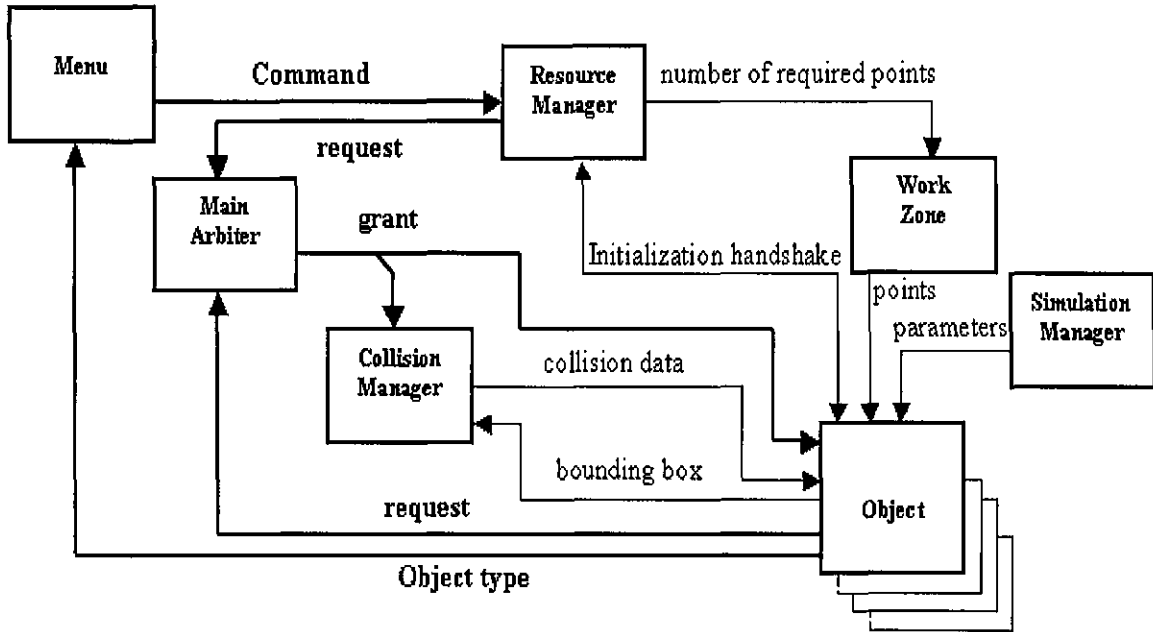 Menu
Command
Resource
Manager
number of required points
request
Main
Arbiter
grant
Work
Zone
Initialization handshake
points
Simulation
Manager
parameters
Collision
Manager
collision data
bounding box
request
Object
Object type